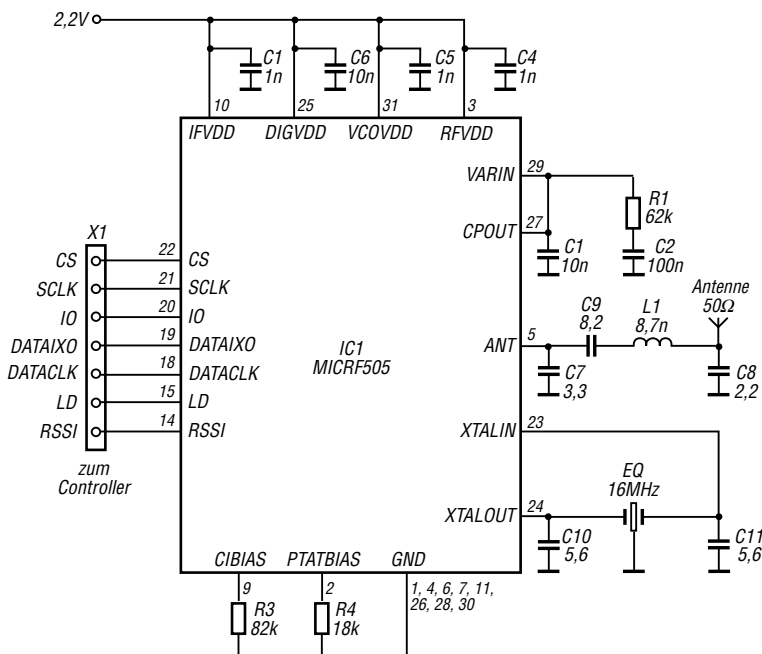 2,2V
C1
1n
C6
10n
C5
1n
C4
1n
10
25
31
3
IFVDD
DIGVDD
VCOVDD
RFVDD
VARIN
29
R1
62k
CPOUT
27
C1
10n
C2
100n
X1
CS
22
CS
SCLK
21
SCLK
IO
20
IO
DATAIXO
19
DATAIXO
DATACLK
18
DATACLK
LD
15
LD
RSSI
14
RSSI
zum
Controller
IC1
MICRF505
ANT
5
C9
8,2
L1
8,7n
Antenne
50Ω
C7
3,3
C8
2,2
XTALIN
23
EQ
16MHz
XTALOUT
24
C10
5,6
C11
5,6
CIBIAS
PTATBIAS
GND
9
2
1, 4, 6, 7, 11,
26, 28, 30
R3
82k
R4
18k